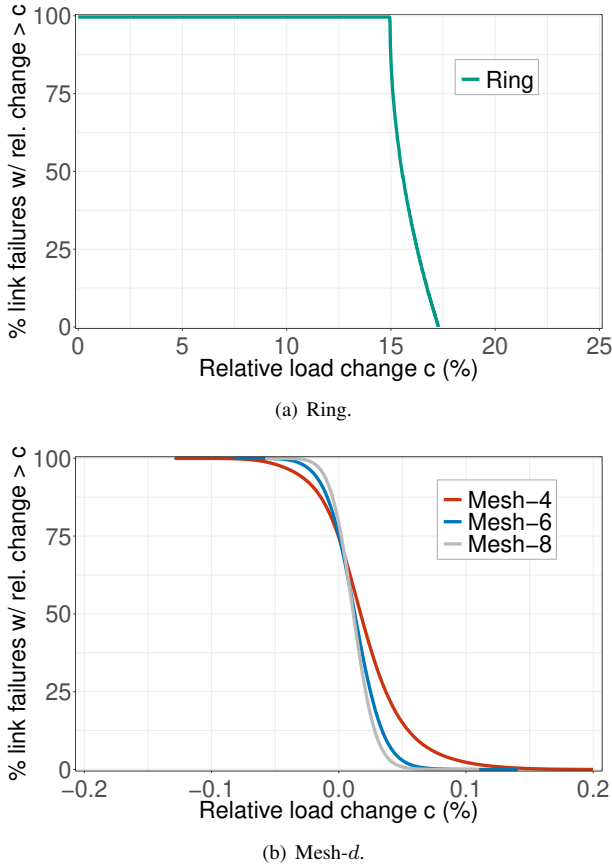 % link failures w/ rel. change > c
100
75
50
25
0
Ring
0 5 10 15 20 25
Relative load change c (%)
(a) Ring.
% link failures w/ rel. change > c
100
75
50
25
0
Mesh−4
Mesh−6
Mesh−8
−0.2 −0.1 0.0 0.1 0.2
Relative load change c (%)
(b) Mesh-d.